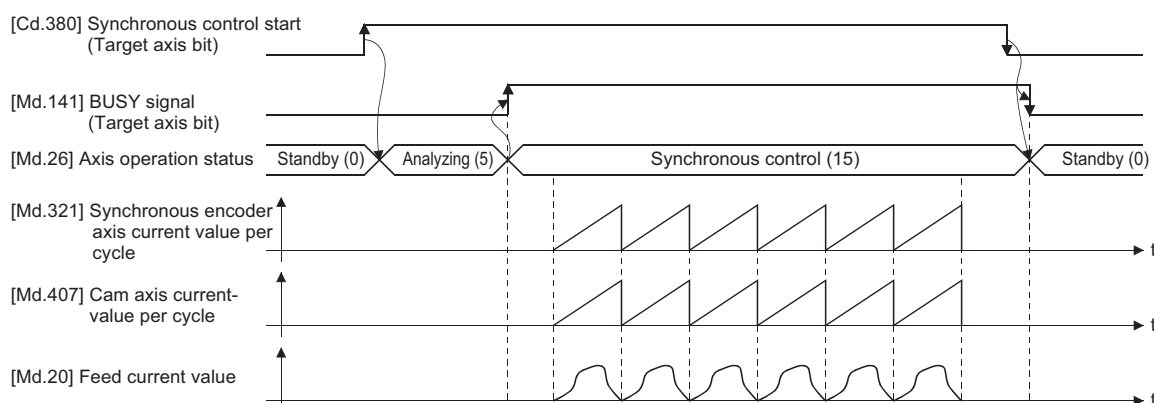 [Cd.380] Synchronous control start
(Target axis bit)
[Md.141] BUSY signal
(Target axis bit)
[Md.26] Axis operation status
Standby (0)
Analyzing (5)
Synchronous control (15)
Standby (0)
[Md.321] Synchronous encoder
axis current value per
cycle
t
[Md.407] Cam axis current-
value per cycle
t
[Md.20] Feed current value
t